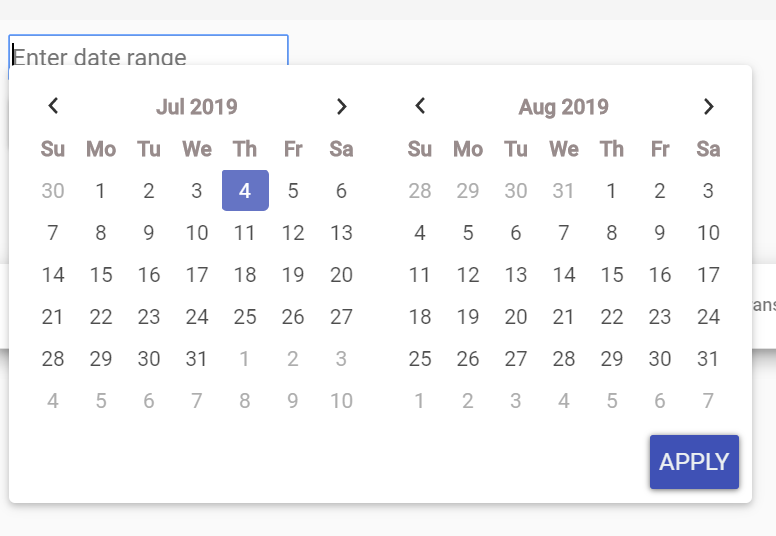 Enter date range
Jul 2019
Su Mo Tu We Th Fr Sa
30 1 2 3 4 5 6
7 8 9 10 11 12 13
14 15 16 17 18 19 20
21 22 23 24 25 26 27
28 29 30 31 1 2 3
4 5 6 7 8 9 10
Aug 2019
Su Mo Tu We Th Fr Sa
28 29 30 31 1 2 3
4 5 6 7 8 9 10
11 12 13 14 15 16 17
18 19 20 21 22 23 24
25 26 27 28 29 30 31
1 2 3 4 5 6 7
APPLY